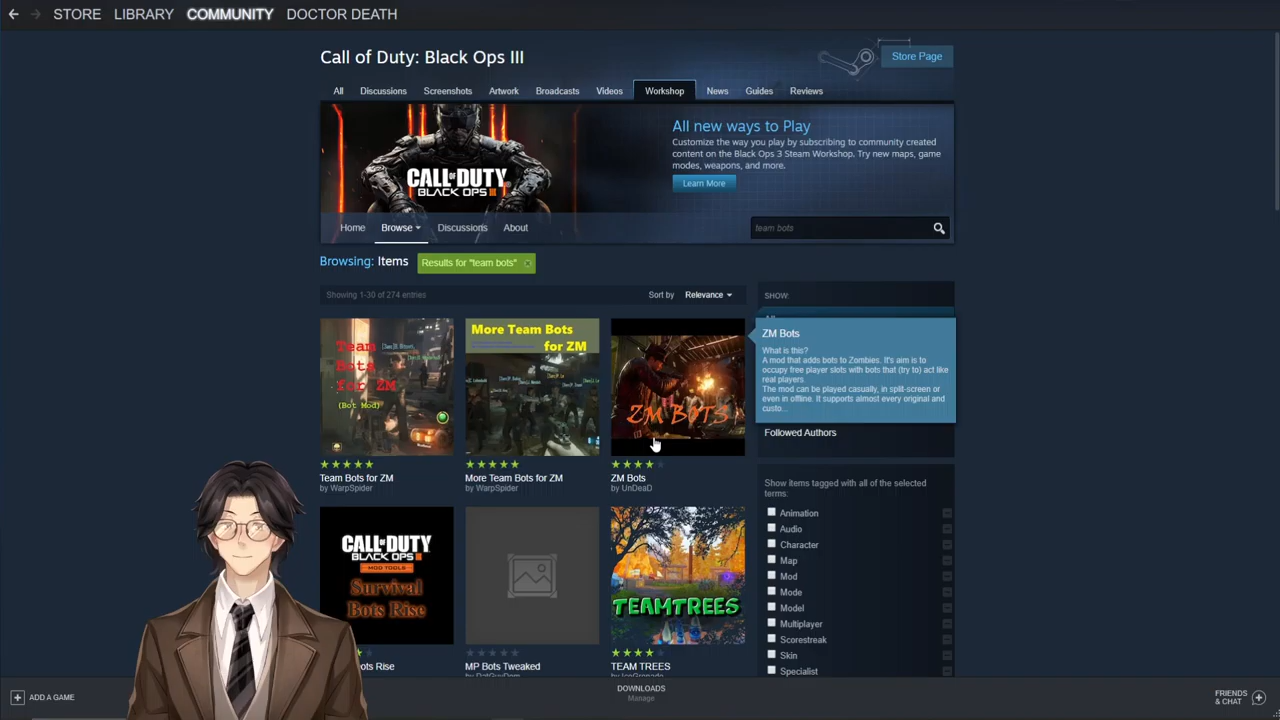 STORE LIBRARY COMMUNITY DOCTOR DEATH
Call of Duty: Black Ops III
Store Page
All Discussions Screenshots Artwork Broadcasts Videos Workshop News Guides Reviews
All new ways to Play
Customize the way you play by subscribing to community created
content on the Black Ops 3 Steam Workshop. Try new maps, game
modes, weapons, and more.
Learn More
CALL OF DUTY
BLACK OPS III
Home Browse Discussions About
team bots
Browsing: Items
Results for "team bots"
Showing 1-30 of 274 entries
Sort by Relevance
SHOW:
Team
Bots
for ZM
(Bot Mod)
More Team Bots
for ZM
ZM BOTS
ZM Bots
What is this?
A mod that adds bots to Zombies. It's aim is to
occupy free player slots with bots that (try to) act like
real players.
The mod can be played casually, in split-screen or
even in offline. It supports almost every original and
custo...
Followed Authors
Team Bots for ZM
by WarpSpider
More Team Bots for ZM
by WarpSpider
ZM Bots
by UnDeaD
Show items tagged with all of the selected
terms:
Animation
Audio
Character
Map
Mod
Mode
Model
Multiplayer
Scorestreak
Skin
Specialist
CALL OF DUTY
BLACK OPS III
MOD TOOLS
Survival
Bots Rise
TEAMTREES
ots Rise
MP Bots Tweaked
TEAM TREES
ADD A GAME
DOWNLOADS
Manage
FRIENDS
& CHAT